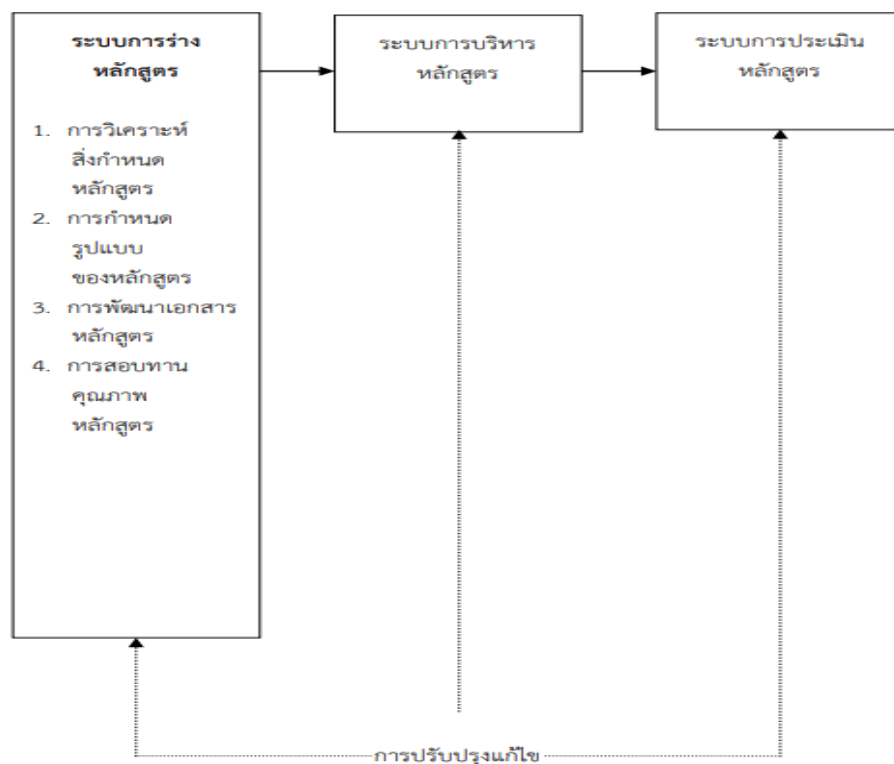 ระบบการร่าง
หลักสูตร
1. การวิเคราะห์
สิ่งกำหนด
หลักสูตร
2. การกำหนด
รูปแบบ
ของหลักสูตร
3. การพัฒนาเอกสาร
หลักสูตร
4. การสอบทาน
คุณภาพ
หลักสูตร
ระบบการบริหาร
หลักสูตร
ระบบการประเมิน
หลักสูตร
การปรับปรุงแก้ไข